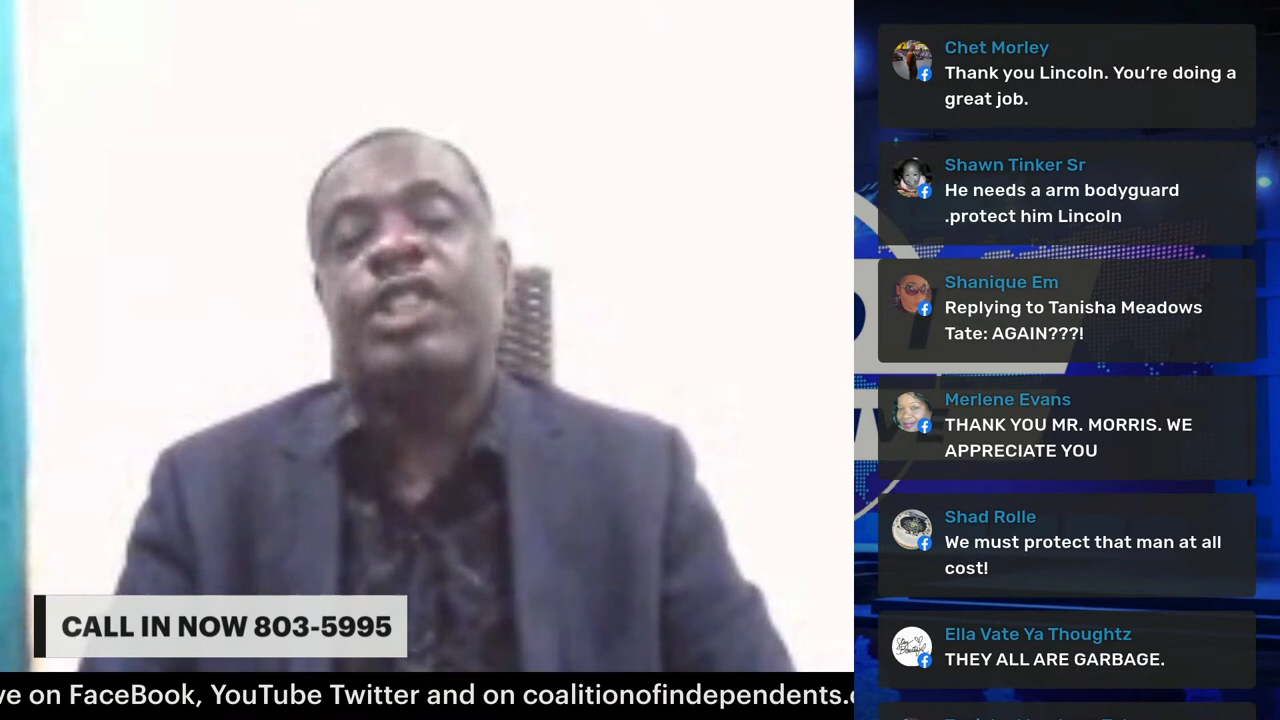 Chet Morley
Thank you Lincoln. You’re doing a
great job.
Shawn Tinker Sr
He needs a arm bodyguard
.protect him Lincoln
Shanique Em
Replying to Tanisha Meadows
Tate: AGAIN???!
Merlene Evans
THANK YOU MR. MORRIS. WE
APPRECIATE YOU
Shad Rolle
We must protect that man at all
cost!
Ella Vate Ya Thoughtz
THEY ALL ARE GARBAGE.
CALL IN NOW 803-5995
ve on FaceBook, YouTube Twitter and on coalitionofindependents.